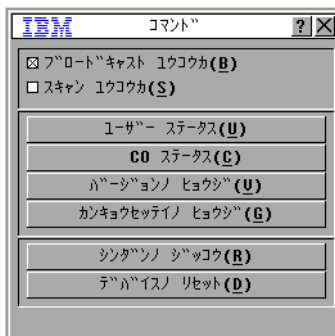 IBM コマンド ? X
ブロードキャスト ユウコウカ(B)
スキャン ユウコウカ(S)
ユーザー ステータス(U)
CO ステータス(C)
バージョンノ ヒョウジ(V)
カンキョウセッテイノ ヒョウジ(G)
シンダンノ ジッコウ(R)
デバイスノ リセット(D)